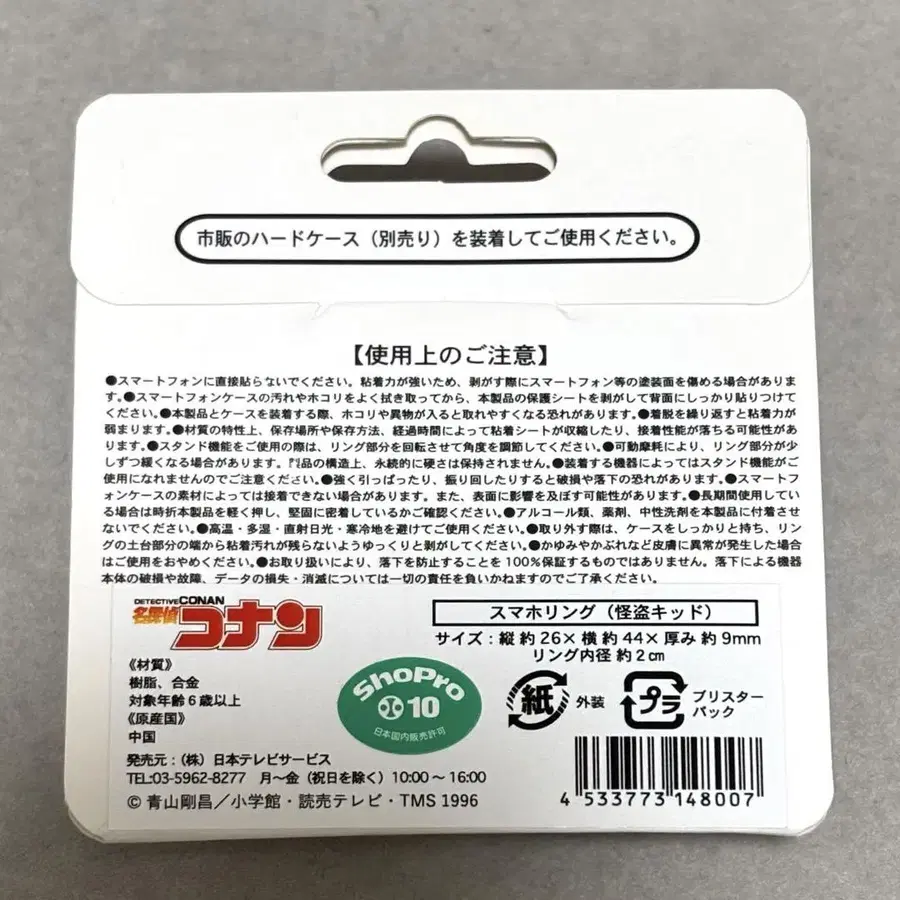 市販のハードケース（別売り）を装着してご使用ください。
【使用上のご注意】
●スマートフォンに直接貼らないでください。粘着力が強いため、剥がす際にスマートフォン等の塗装面を傷める場合がありま
す。●スマートフォンケースの汚れやホコリをよく拭き取ってから、本製品の保護シートを剥がして背面にしっかり貼りつけて
ください。●本製品とケースを装着する際、ホコリや異物が入ると取れやすくなる恐れがあります。●着脱を繰り返すと粘着力が
弱まります。●材質の特性上、保存場所や保存方法、経過時間によって粘着シートが収縮したり、接着性能が落ちる可能性があ
ります。●スタンド機能をご使用の際は、リング部分を回転させて角度を調節してください。●可動摩耗により、リング部分が少
しずつ緩くなる場合があります。品の構造上、永続的に硬さは保持されません。●装着する機器によってはスタンド機能がご
使用になれませんのでご注意ください。●強く引っぱったり、振り回したりすると破損や落下の恐れがあります。●スマートフ
ォンケースの素材によっては接着できない場合があります。また、表面に影響を及ぼす可能性があります。●長期間使用してい
る場合は時折本製品を軽く押し、堅固に密着しているかご確認ください。●アルコール類、薬剤、中性洗剤を本製品に付着させ
ないでください。●高温・多湿・直射日光・寒冷地を避けてご使用ください。●取り外す際は、ケースをしっかりと持ち、リン
グの土台部分の端から粘着汚れが残らないようゆっくりと剥がしてください。●かゆみやかぶれなど皮膚に異常が発生した場合
はご使用をおやめください。●お取り扱いにより、落下を防止することを100％保証するものではありません。落下による機器
本体の破損や故障、データの損失・消滅については一切の責任を負いかねますのでご了承ください。
DETECTIVE CONAN
名探偵コナン
スマホリング（怪盗キッド）
サイズ：縦 約 26× 横 約 44× 厚み 約 9mm
リング内径 約 2㎝
《材質》
樹脂、合金
対象年齢 6 歳以上
《原産国》
中国
ShoPro
10
日本国内販売許可
紙 外装
プラ ブリスターパック
発売元：（株）日本テレビサービス
TEL:03-5962-8277　月〜金（祝日を除く）10:00 〜 16:00
© 青山剛昌／小学館・読売テレビ・TMS 1996
4 533773 148007